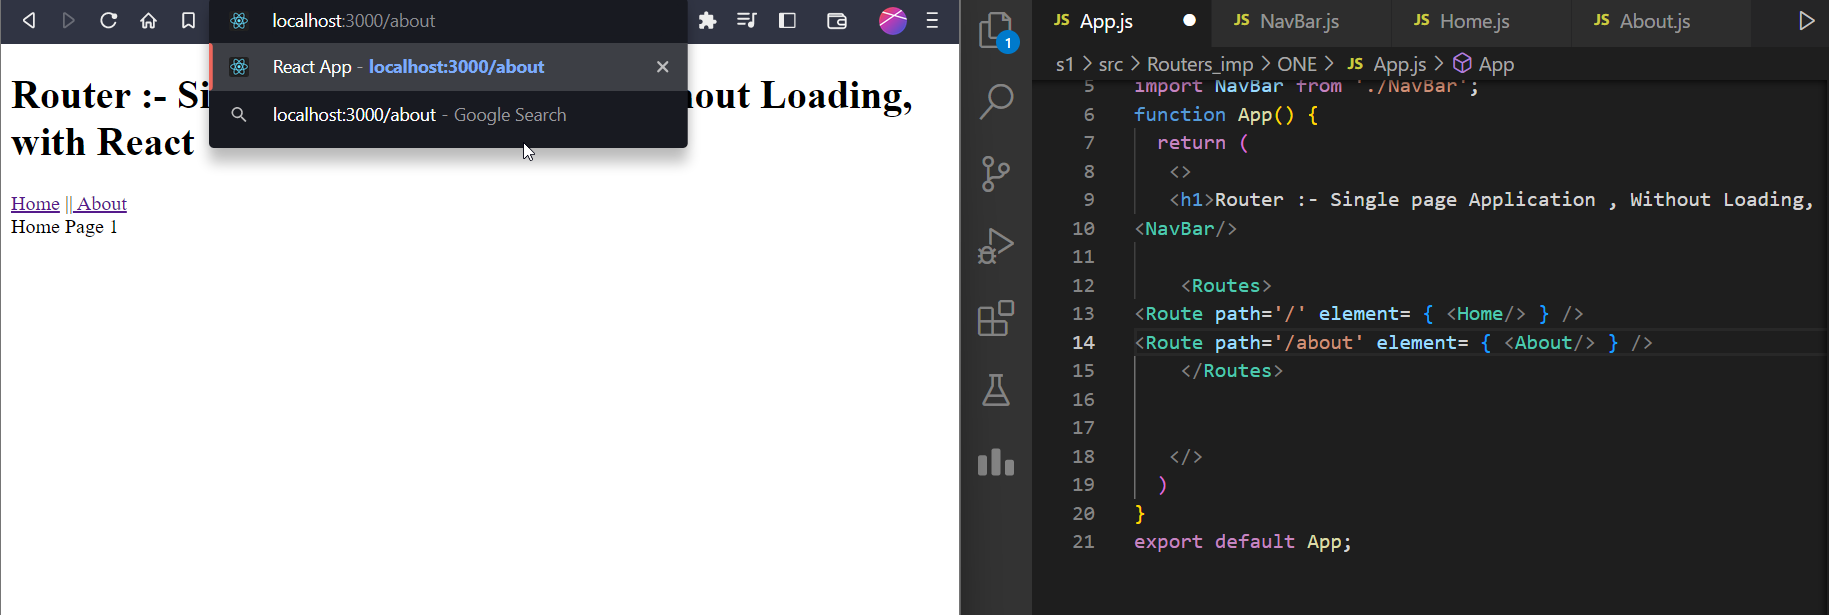 localhost:3000/about
React App - localhost:3000/about
localhost:3000/about - Google Search
Router :- Si
out Loading,
with React
Home || About
Home Page 1
1
JS App.js
JS NavBar.js
JS Home.js
JS About.js
s1 > src > Routers_imp > ONE > JS App.js > App
5 import NavBar from './NavBar';
6 function App() {
7 return (
8 <>
9 <h1>Router :- Single page Application , Without Loading,
10 <NavBar/>
11
12 <Routes>
13 <Route path='/' element= { <Home/> } />
14 <Route path='/about' element= { <About/> } />
15 </Routes>
16
17
18 </>
19 )
20 }
21 export default App;